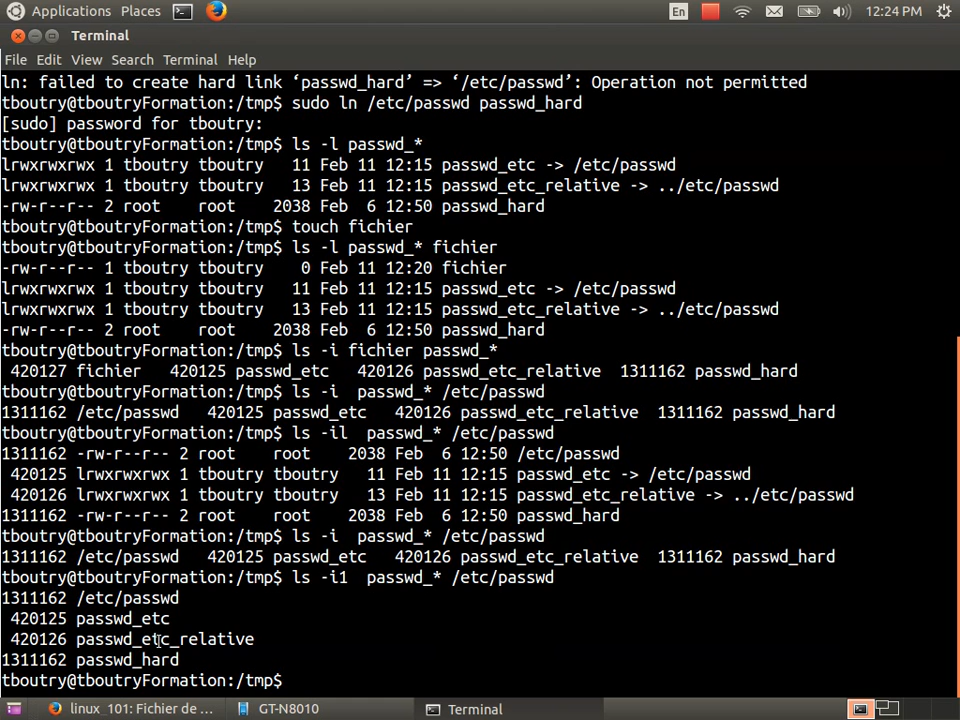 Applications Places En 12:24 PM
Terminal
File Edit View Search Terminal Help
ln: failed to create hard link ‘passwd_hard’ => ‘/etc/passwd’: Operation not permitted
tboutry@tboutryFormation:/tmp$ sudo ln /etc/passwd passwd_hard
[sudo] password for tboutry:
tboutry@tboutryFormation:/tmp$ ls -l passwd_*
lrwxrwxrwx 1 tboutry tboutry   11 Feb 11 12:15 passwd_etc -> /etc/passwd
lrwxrwxrwx 1 tboutry tboutry   13 Feb 11 12:15 passwd_etc_relative -> ../etc/passwd
-rw-r--r-- 2 root    root    2038 Feb  6 12:50 passwd_hard
tboutry@tboutryFormation:/tmp$ touch fichier
tboutry@tboutryFormation:/tmp$ ls -l passwd_* fichier
-rw-r--r-- 1 tboutry tboutry    0 Feb 11 12:20 fichier
lrwxrwxrwx 1 tboutry tboutry   11 Feb 11 12:15 passwd_etc -> /etc/passwd
lrwxrwxrwx 1 tboutry tboutry   13 Feb 11 12:15 passwd_etc_relative -> ../etc/passwd
-rw-r--r-- 2 root    root    2038 Feb  6 12:50 passwd_hard
tboutry@tboutryFormation:/tmp$ ls -i fichier passwd_*
 420127 fichier   420125 passwd_etc   420126 passwd_etc_relative  1311162 passwd_hard
tboutry@tboutryFormation:/tmp$ ls -i  passwd_* /etc/passwd
1311162 /etc/passwd   420125 passwd_etc   420126 passwd_etc_relative  1311162 passwd_hard
tboutry@tboutryFormation:/tmp$ ls -il  passwd_* /etc/passwd
1311162 -rw-r--r-- 2 root    root    2038 Feb  6 12:50 /etc/passwd
 420125 lrwxrwxrwx 1 tboutry tboutry   11 Feb 11 12:15 passwd_etc -> /etc/passwd
 420126 lrwxrwxrwx 1 tboutry tboutry   13 Feb 11 12:15 passwd_etc_relative -> ../etc/passwd
1311162 -rw-r--r-- 2 root    root    2038 Feb  6 12:50 passwd_hard
tboutry@tboutryFormation:/tmp$ ls -i  passwd_* /etc/passwd
1311162 /etc/passwd   420125 passwd_etc   420126 passwd_etc_relative  1311162 passwd_hard
tboutry@tboutryFormation:/tmp$ ls -i1  passwd_* /etc/passwd
1311162 /etc/passwd
 420125 passwd_etc
 420126 passwd_etc_relative
1311162 passwd_hard
tboutry@tboutryFormation:/tmp$
linux_101: Fichier de ... GT-N8010 Terminal